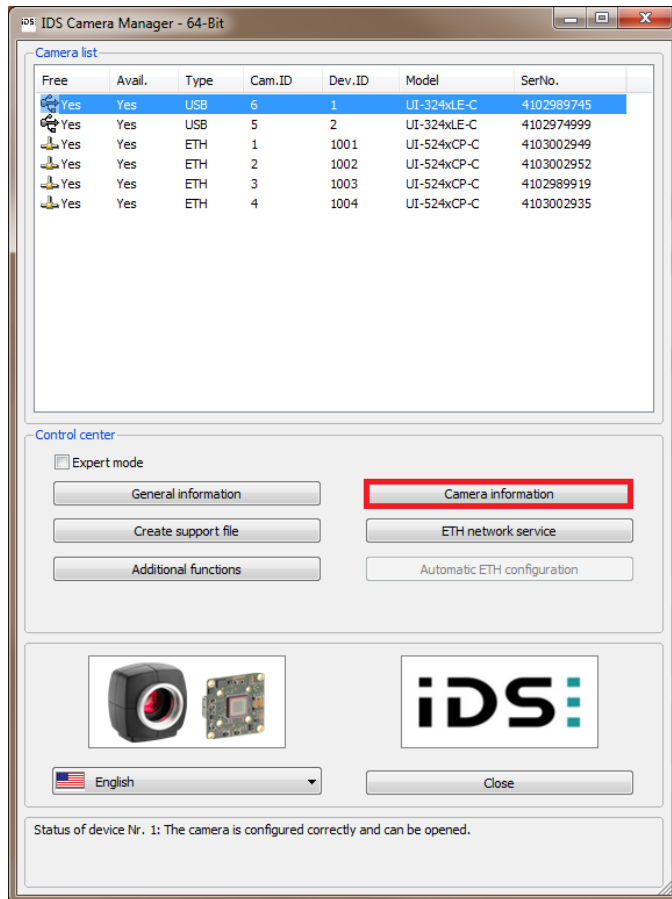 IDS Camera Manager - 64-Bit
Camera list
Free Avail. Type Cam.ID Dev.ID Model SerNo.
Yes Yes USB 6 1 UI-324xLE-C 4102989745
Yes Yes USB 5 2 UI-324xLE-C 4102974999
Yes Yes ETH 1 1001 UI-524xCP-C 4103002949
Yes Yes ETH 2 1002 UI-524xCP-C 4103002952
Yes Yes ETH 3 1003 UI-524xCP-C 4102989919
Yes Yes ETH 4 1004 UI-524xCP-C 4103002935
Control center
Expert mode
General information Camera information
Create support file ETH network service
Additional functions Automatic ETH configuration
iDS
English Close
Status of device Nr. 1: The camera is configured correctly and can be opened.